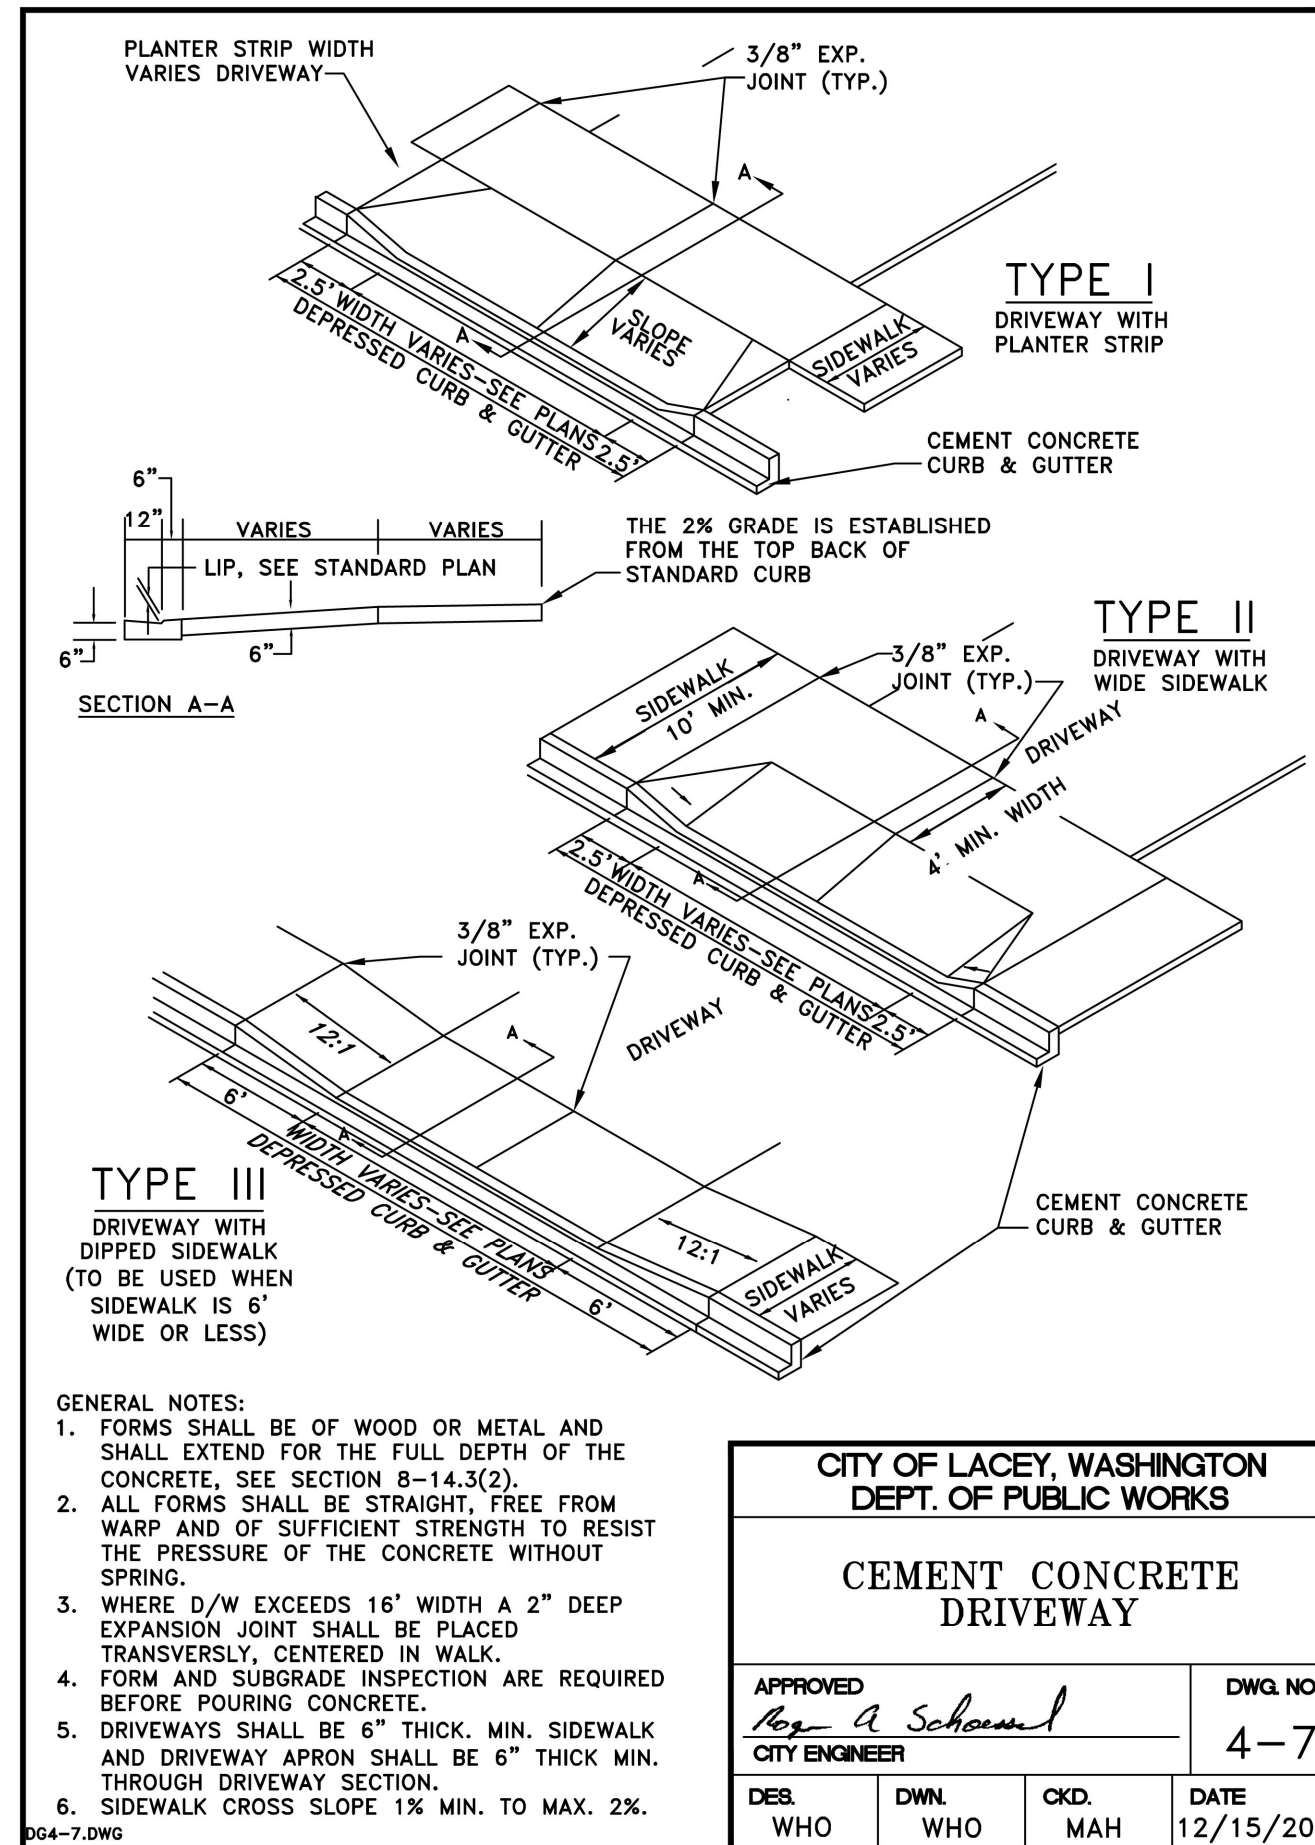 PLANTER STRIP WIDTH
VARIES DRIVEWAY
3/8" EXP.
JOINT (TYP.)
A
TYPE I
DRIVEWAY WITH
PLANTER STRIP
SLOPE
VARIES
SIDEWALK
VARIES
A
2.5' WIDTH VARIES-SEE PLANS 2.5'
DEPRESSED CURB & GUTTER
CEMENT CONCRETE
CURB & GUTTER
6"
12"
VARIES VARIES
LIP, SEE STANDARD PLAN
6" 6"
SECTION A-A
THE 2% GRADE IS ESTABLISHED
FROM THE TOP BACK OF
STANDARD CURB
TYPE II
DRIVEWAY WITH
WIDE SIDEWALK
3/8" EXP.
JOINT (TYP.)
SIDEWALK
10' MIN.
A
DRIVEWAY
4' MIN. WIDTH
A
2.5' WIDTH VARIES-SEE PLANS 2.5'
DEPRESSED CURB & GUTTER
3/8" EXP.
JOINT (TYP.)
12:1
A
DRIVEWAY
6' WIDTH VARIES-SEE PLANS 6'
A
DEPRESSED CURB & GUTTER
12:1
SIDEWALK
VARIES
CEMENT CONCRETE
CURB & GUTTER
TYPE III
DRIVEWAY WITH
DIPPED SIDEWALK
(TO BE USED WHEN
SIDEWALK IS 6'
WIDE OR LESS)
GENERAL NOTES:
1. FORMS SHALL BE OF WOOD OR METAL AND
SHALL EXTEND FOR THE FULL DEPTH OF THE
CONCRETE, SEE SECTION 8-14.3(2).
2. ALL FORMS SHALL BE STRAIGHT, FREE FROM
WARP AND OF SUFFICIENT STRENGTH TO RESIST
THE PRESSURE OF THE CONCRETE WITHOUT
SPRING.
3. WHERE D/W EXCEEDS 16' WIDTH A 2" DEEP
EXPANSION JOINT SHALL BE PLACED
TRANSVERSLY, CENTERED IN WALK.
4. FORM AND SUBGRADE INSPECTION ARE REQUIRED
BEFORE POURING CONCRETE.
5. DRIVEWAYS SHALL BE 6" THICK. MIN. SIDEWALK
AND DRIVEWAY APRON SHALL BE 6" THICK MIN.
THROUGH DRIVEWAY SECTION.
6. SIDEWALK CROSS SLOPE 1% MIN. TO MAX. 2%.
DG4-7.DWG
CITY OF LACEY, WASHINGTON
DEPT. OF PUBLIC WORKS
CEMENT CONCRETE
DRIVEWAY
APPROVED
CITY ENGINEER
DWG. NO
4-7
DES.
WHO
DWN.
WHO
CKD.
MAH
DATE
12/15/20